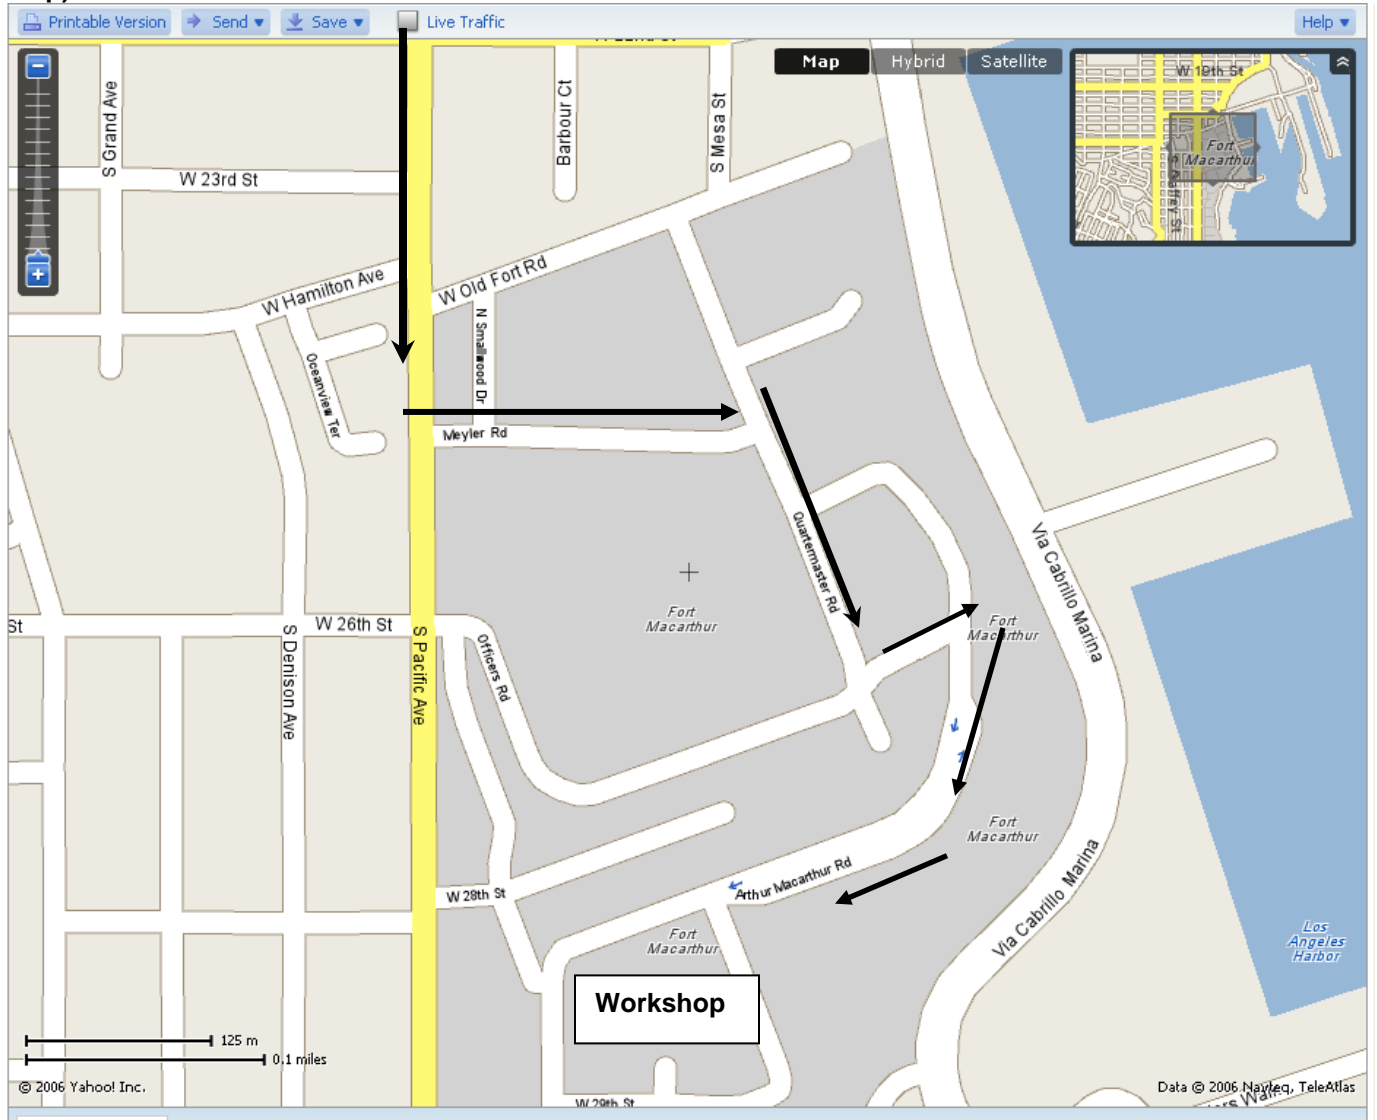 Printable Version
Send
Save
Live Traffic
Help
W 22nd St
Map
Hybrid
Satellite
W 19th St
Fort
Macarthur
S Gaffey St
S Grand Ave
Barbour Ct
S Mesa St
W 23rd St
W Hamilton Ave
W Old Fort Rd
N Smallwood Dr
Oceanview Ter
Meyler Rd
Quartermaster Rd
Via Cabrillo Marina
Fort
Macarthur
Fort
Macarthur
St
W 26th St
S Denison Ave
S Pacific Ave
Officers Rd
Fort
Macarthur
Arthur Macarthur Rd
Via Cabrillo Marina
W 28th St
Fort
Macarthur
Los
Angeles
Harbor
Workshop
125 m
0.1 miles
© 2006 Yahoo! Inc.
W 29th St
Data © 2006 Navteq, TeleAtlas